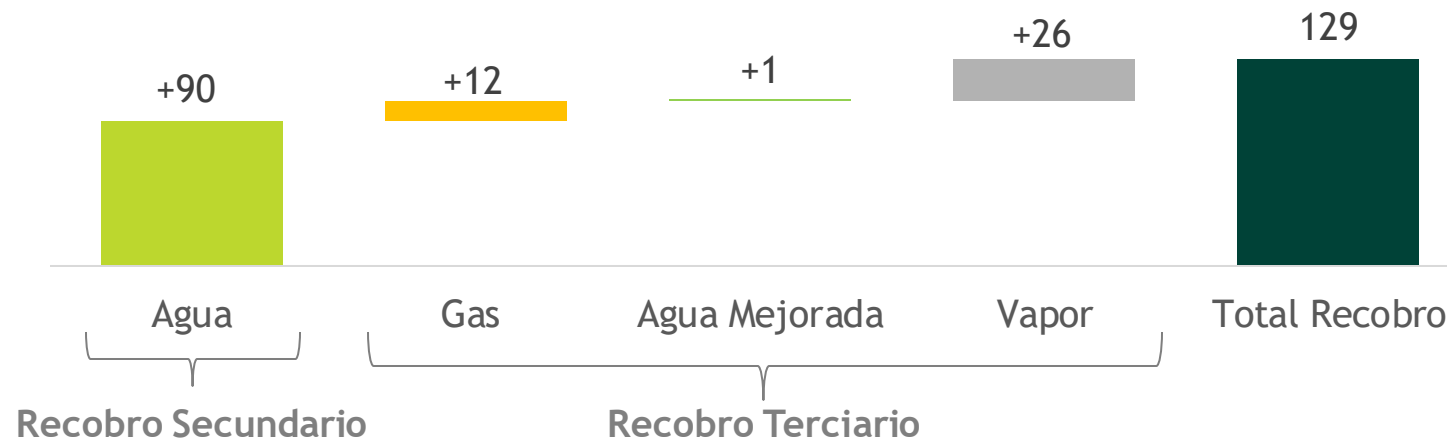 +90
+12
+1
+26
129
Agua
Gas
Agua Mejorada
Vapor
Total Recobro
Recobro Secundario
Recobro Terciario